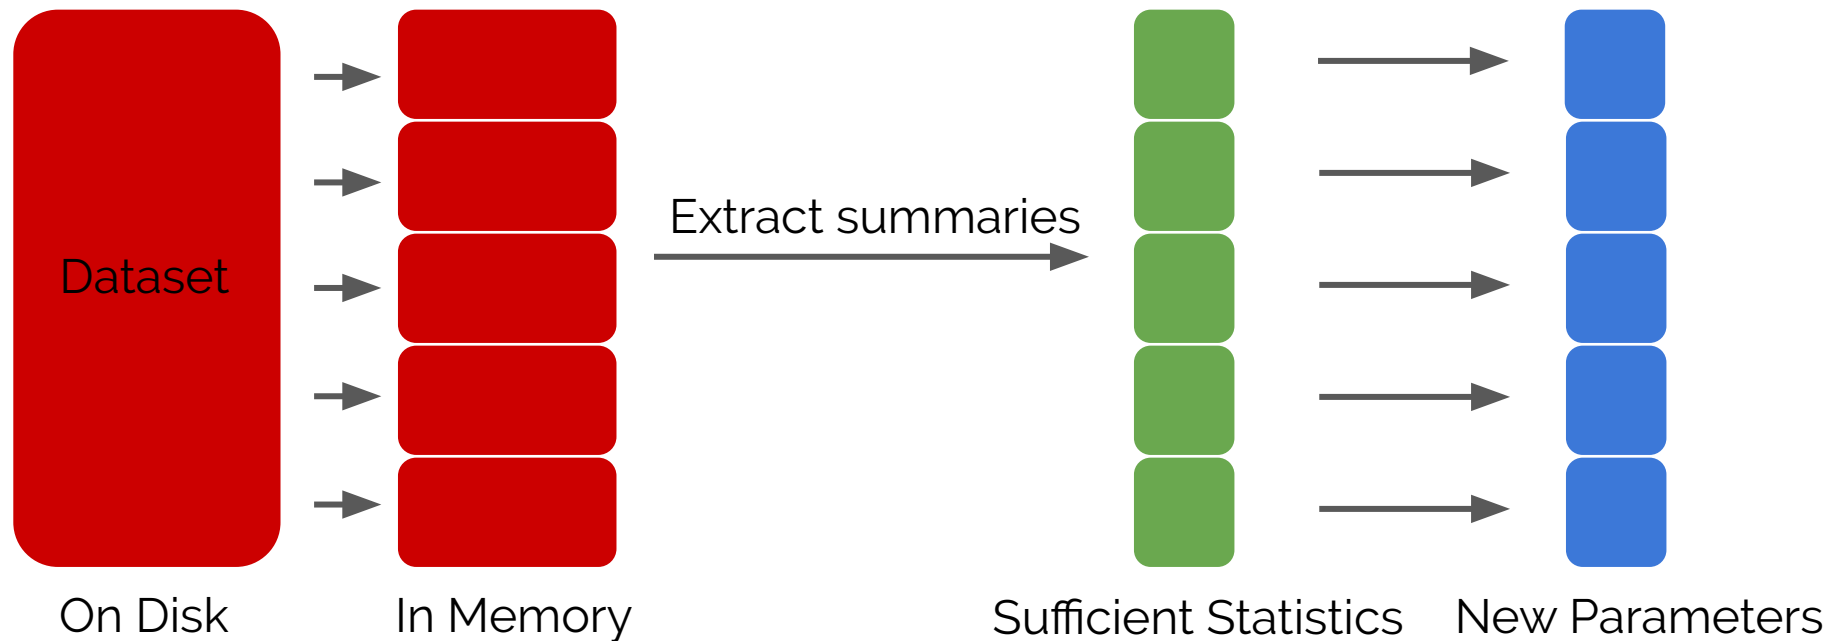 Extract summaries
Dataset
On Disk
In Memory
Sufficient Statistics
New Parameters